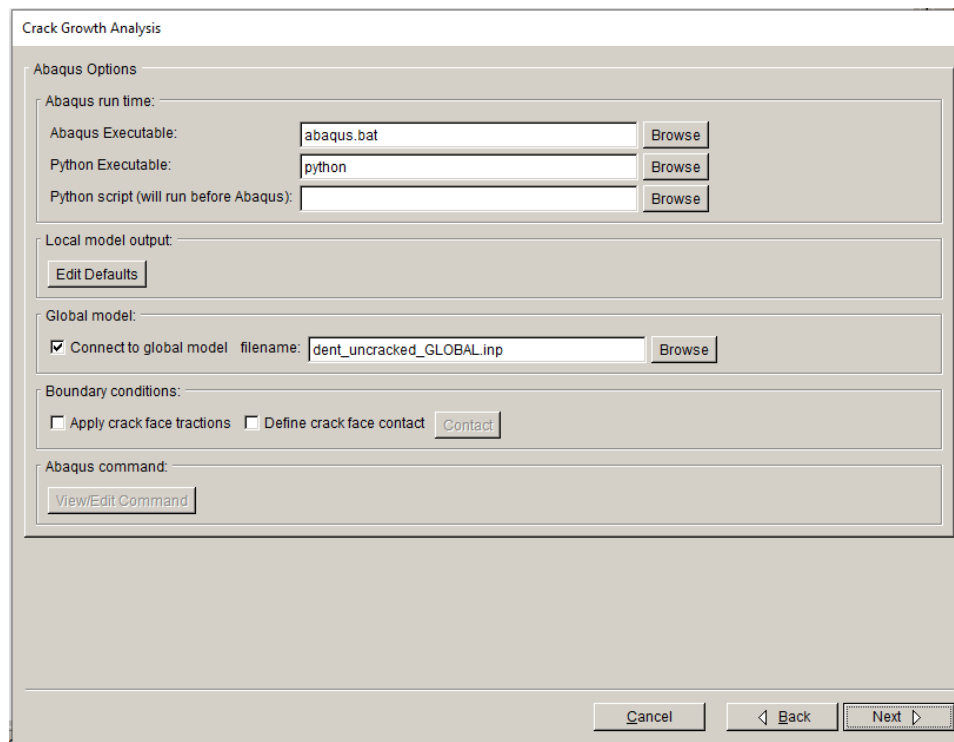 Crack Growth Analysis
Abaqus Options
Abaqus run time:
Abaqus Executable: abaqus.bat Browse
Python Executable: python Browse
Python script (will run before Abaqus): Browse
Local model output:
Edit Defaults
Global model:
Connect to global model filename: dent_uncracked_GLOBAL.inp Browse
Boundary conditions:
Apply crack face tractions Define crack face contact Contact
Abaqus command:
View/Edit Command
Cancel Back Next